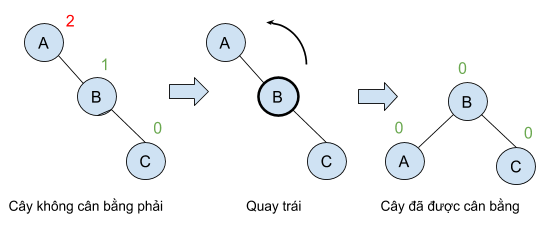 A 2
B 1
C 0
Cây không cân bằng phải
A
B
C
Quay trái
B 0
A 0
C 0
Cây đã được cân bằng